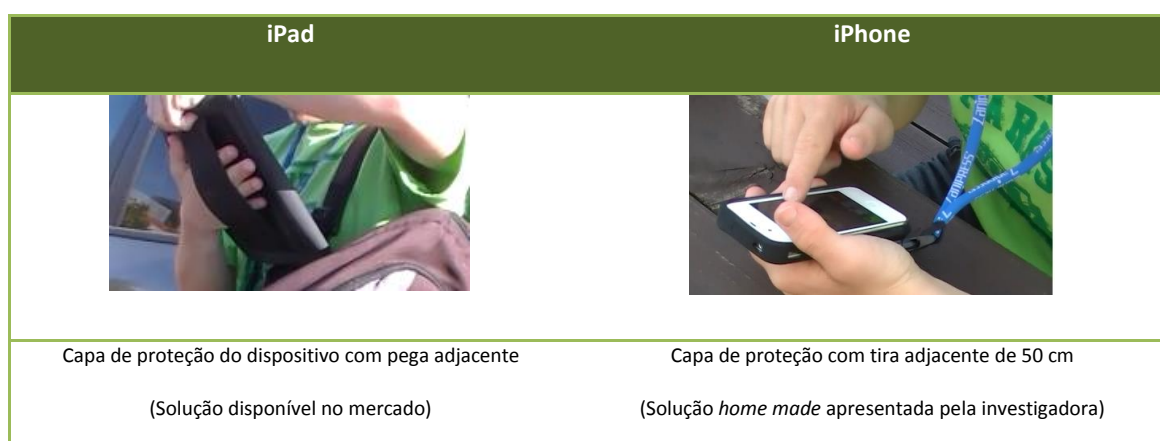 iPad
iPhone
Capa de proteção do dispositivo com pega adjacente
(Solução disponível no mercado)
Capa de proteção com tira adjacente de 50 cm
(Solução home made apresentada pela investigadora)